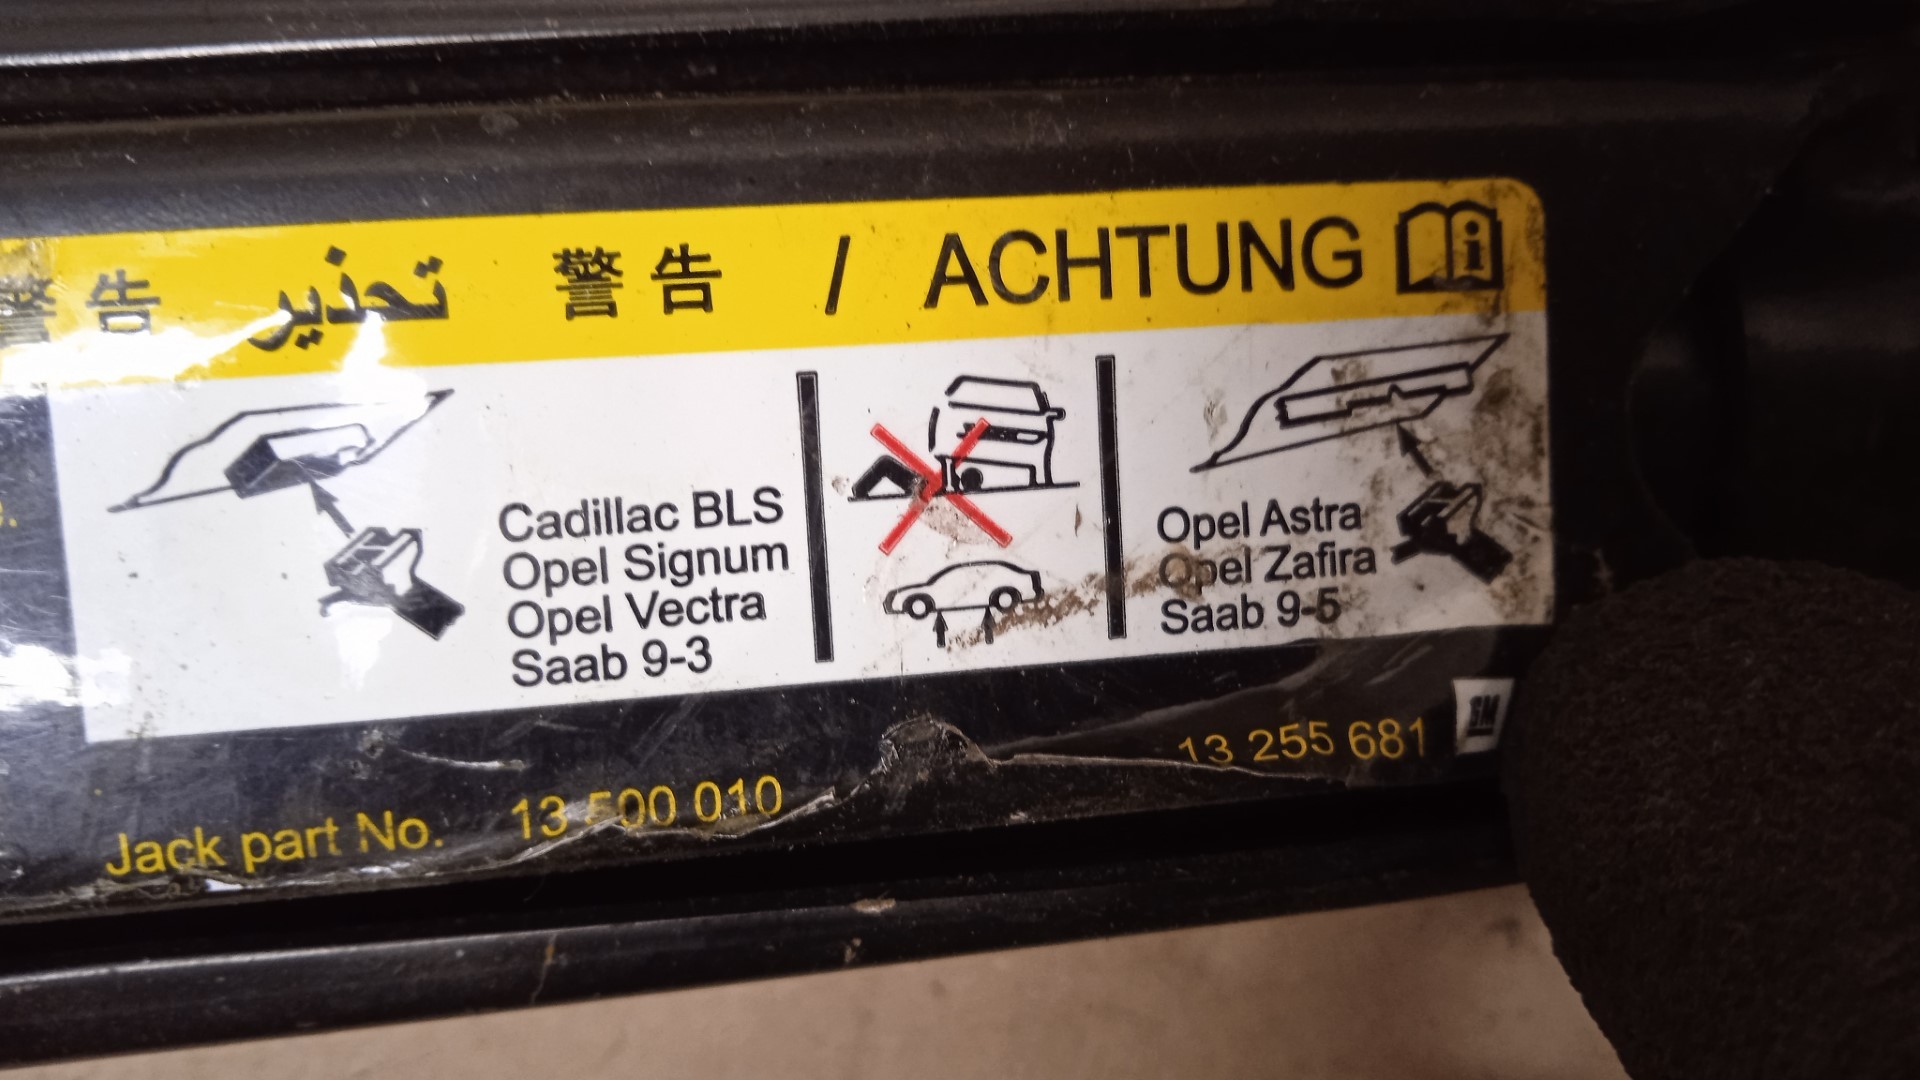 警告 تحذير 警告 / ACHTUNG
Cadillac BLS
Opel Signum
Opel Vectra
Saab 9-3
Opel Astra
Opel Zafira
Saab 9-5
Jack part No. 13 500 010
13 255 681
GM